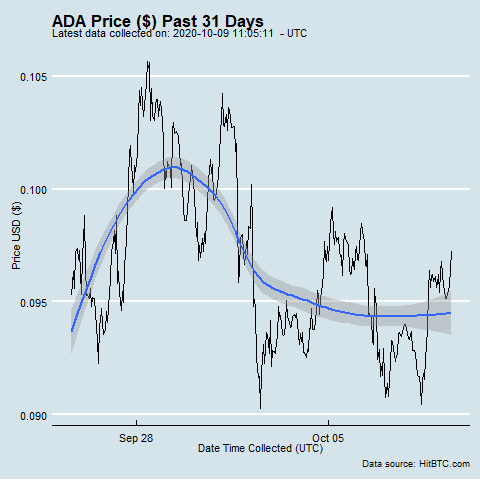 ADA Price ($) Past 31 Days
Latest data collected on: 2020-10-09 11:05:11 - UTC
0.105
0.100
0.095
0.090
Price USD ($)
Sep 28
Oct 05
Date Time Collected (UTC)
Data source: HitBTC.com